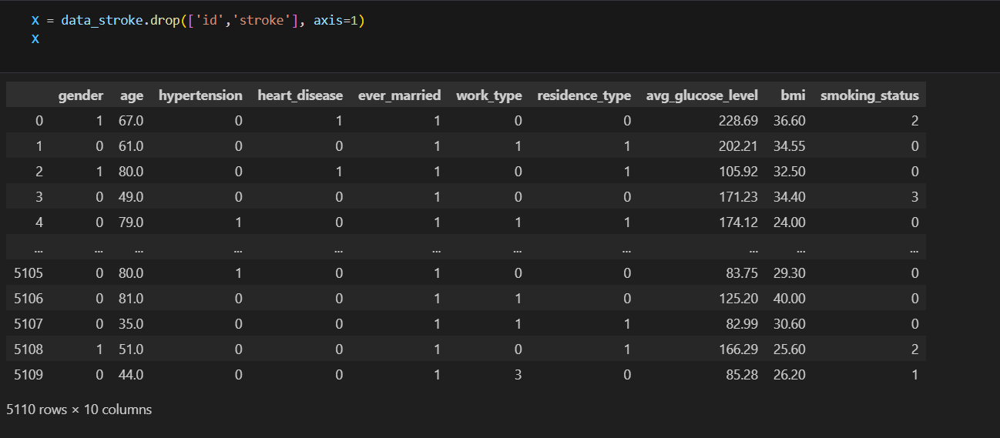 X = data_stroke.drop(['id','stroke'], axis=1)
X
gender age hypertension heart_disease ever_married work_type residence_type avg_glucose_level bmi smoking_status
0 1 67.0 0 1 1 0 0 228.69 36.60 2
1 0 61.0 0 0 1 1 1 202.21 34.55 0
2 1 80.0 0 1 1 0 1 105.92 32.50 0
3 0 49.0 0 0 1 0 0 171.23 34.40 3
4 0 79.0 1 0 1 1 1 174.12 24.00 0
... ... ... ... ... ... ... ... ... ... ...
5105 0 80.0 1 0 1 0 0 83.75 29.30 0
5106 0 81.0 0 0 1 1 0 125.20 40.00 0
5107 0 35.0 0 0 1 1 1 82.99 30.60 0
5108 1 51.0 0 0 1 0 1 166.29 25.60 2
5109 0 44.0 0 0 1 3 0 85.28 26.20 1
5110 rows × 10 columns